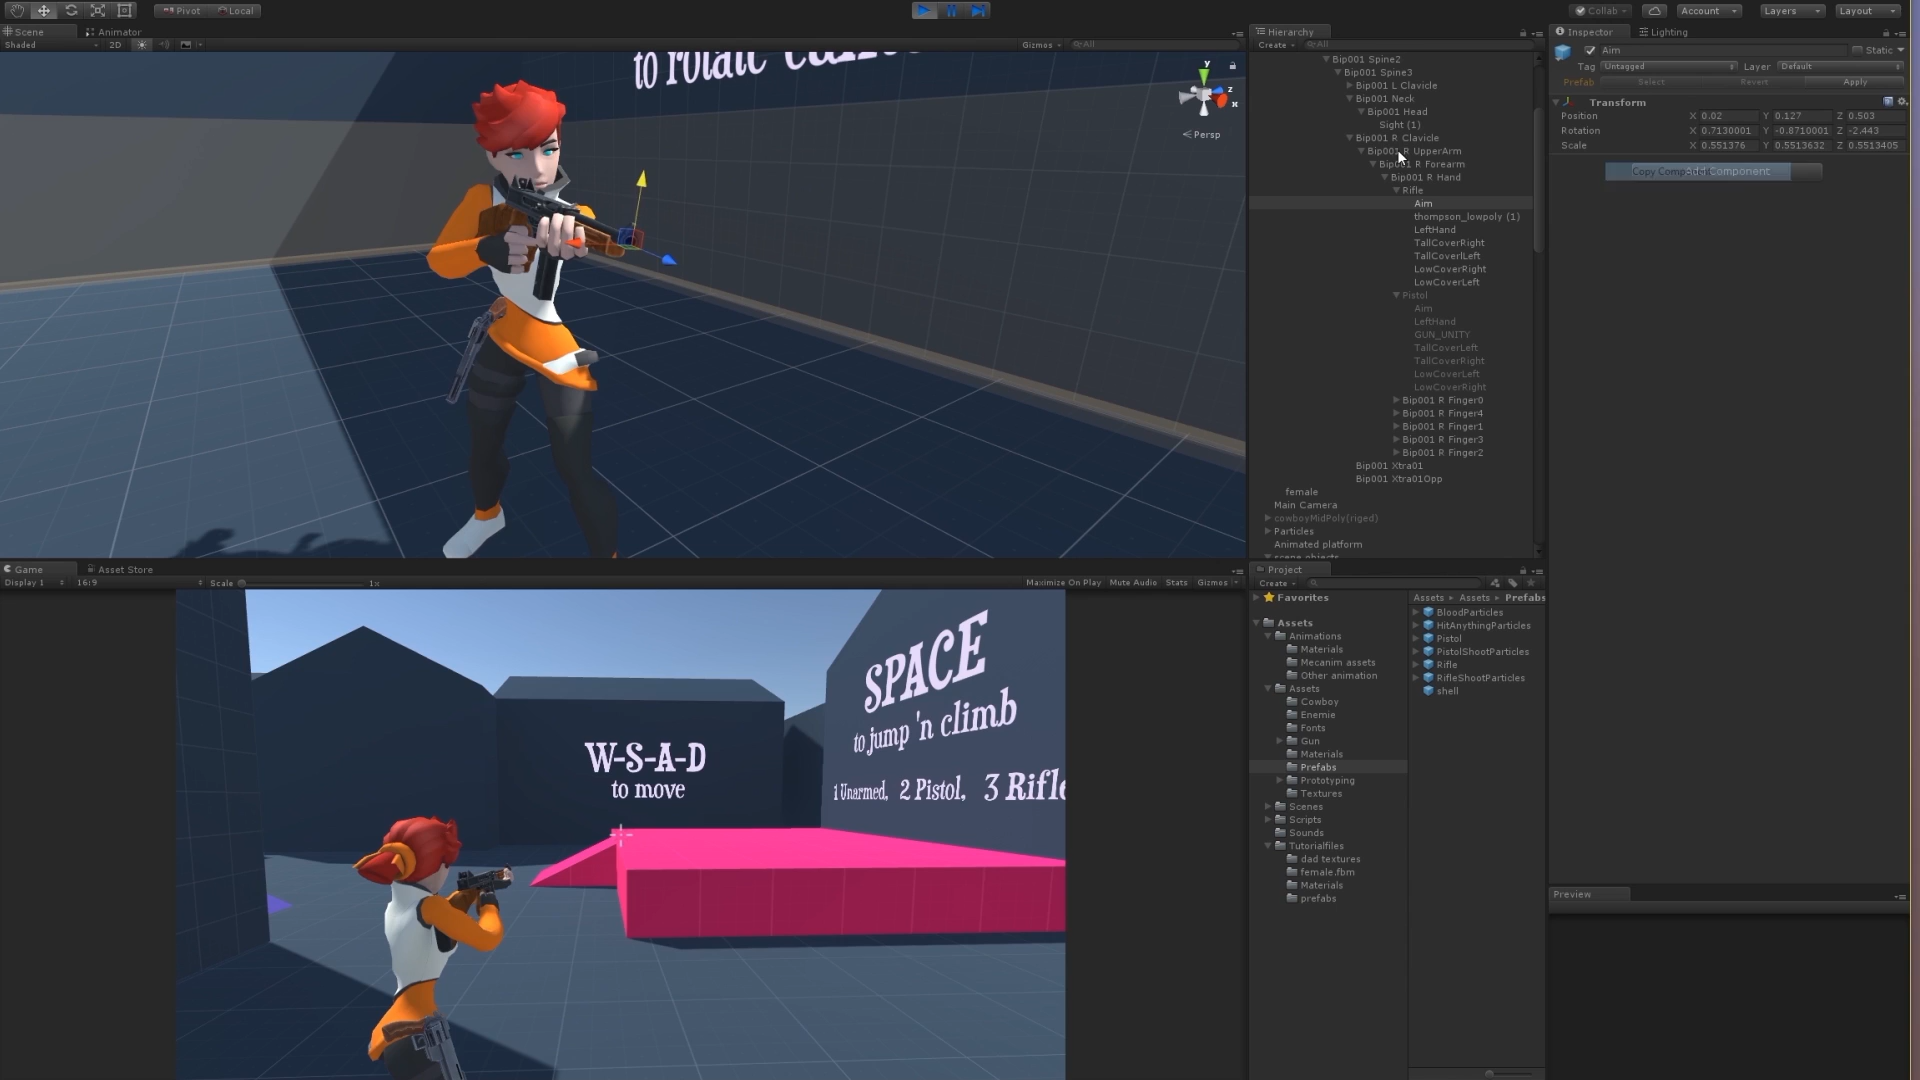 Pivot Local
Collab Account Layers Layout
Scene Animator
Shaded 2D Gizmos All
to rotate
y
z
x
Persp
Hierarchy
Create All
Bip001 Spine2
Bip001 Spine3
Bip001 L Clavicle
Bip001 Neck
Bip001 Head
Sight (1)
Bip001 R Clavicle
Bip001 R UpperArm
Bip001 R Forearm
Bip001 R Hand
Rifle
Aim
thompson_lowpoly (1)
LeftHand
TallCoverRight
TallCoverlLeft
LowCoverRight
LowCoverLeft
Pistol
Aim
LeftHand
GUN_UNITY
TallCoverLeft
TallCoverRight
LowCoverLeft
LowCoverRight
Bip001 R Finger0
Bip001 R Finger4
Bip001 R Finger1
Bip001 R Finger3
Bip001 R Finger2
Bip001 Xtra01
Bip001 Xtra01Opp
female
Main Camera
cowboyMidPoly(riged)
Particles
Animated platform
scene objects
Inspector Lighting
Aim Static
Tag Untagged Layer Default
Prefab Select Revert Apply
Transform
Position X 0.02 Y 0.127 Z 0.503
Rotation X 0.7130001 Y -0.8710001 Z -2.443
Scale X 0.551376 Y 0.5513632 Z 0.5513405
Add Component
Game Asset Store
Display 1 16:9 Scale 1x Maximize On Play Mute Audio Stats Gizmos
SPACE
to jump 'n climb
1 Unarmed, 2 Pistol, 3 Rifle
W-S-A-D
to move
Project
Create
Favorites
Assets
Animations
Materials
Mecanim assets
Other animation
Assets
Cowboy
Enemie
Fonts
Gun
Materials
Prefabs
Prototyping
Textures
Scenes
Scripts
Sounds
Tutorialfiles
dad textures
female.fbm
Materials
prefabs
Assets Assets Prefabs
BloodParticles
HitAnythingParticles
Pistol
PistolShootParticles
Rifle
RifleShootParticles
shell
Preview